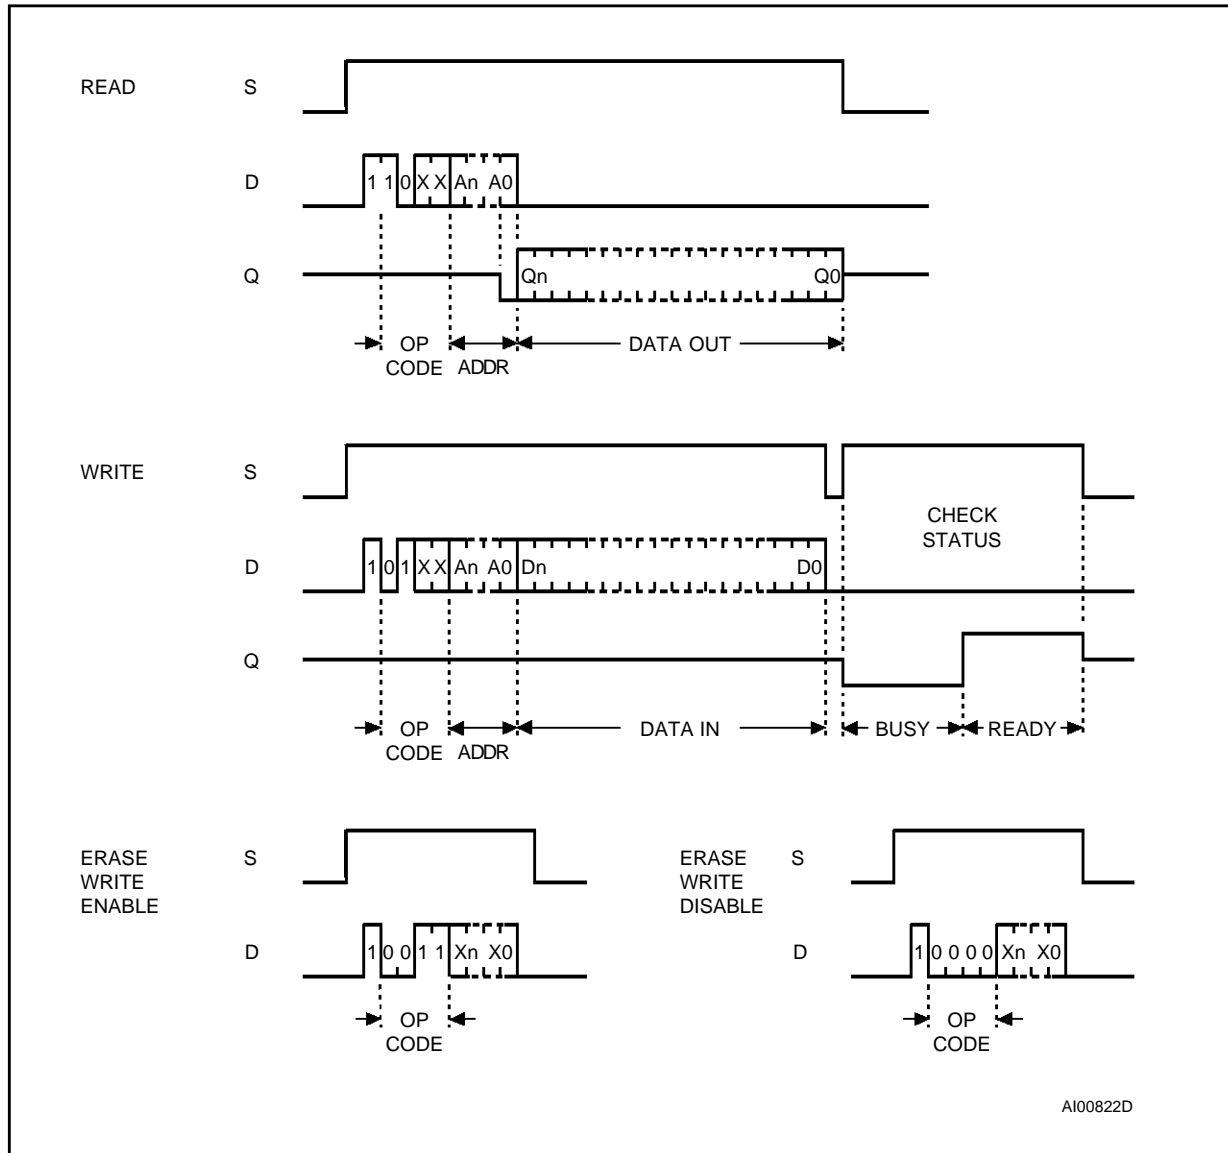 READ
S
D
1 1 0 X X An A0
Q
Qn Q0
OP CODE
ADDR
DATA OUT
WRITE
S
CHECK
STATUS
D
1 0 1 X X An A0 Dn D0
Q
OP CODE
ADDR
DATA IN
BUSY
READY
ERASE
WRITE
ENABLE
S
D
1 0 0 1 1 Xn X0
OP
CODE
ERASE
WRITE
DISABLE
S
D
1 0 0 0 0 Xn X0
OP
CODE
AI00822D